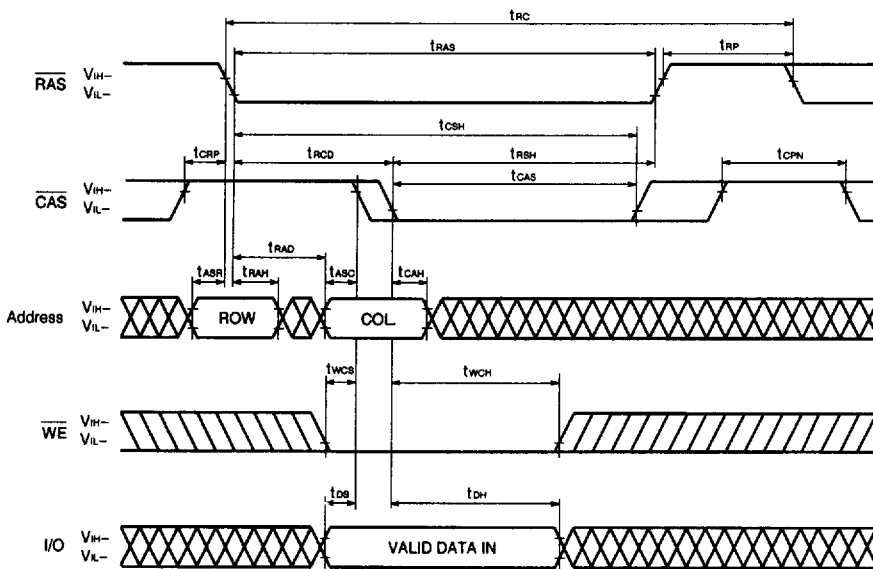 tRC
tRAS
tRP
RAS
VIH–
VIL–
tCSH
tCRP
tRCD
tRSH
tCPN
tCAS
CAS
VIH–
VIL–
tRAD
tASR
tRAH
tASC
tCAH
Address
VIH–
VIL–
ROW
COL.
tWCS
tWCH
WE
VIH–
VIL–
tDS
tDH
I/O
VIH–
VIL–
VALID DATA IN